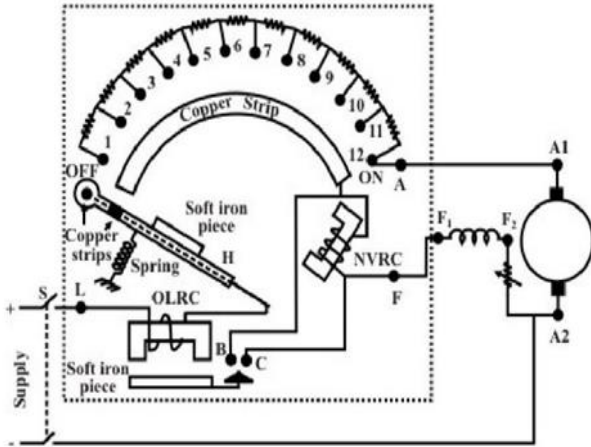 6
5
7
4
8
3
9
2
10
1
11
12
Copper Strip
OFF
ON
A
A1
Soft iron
piece
F1
F2
Copper
strips
H
Spring
NVRC
F
+
S
L
OLRC
B
C
A2
Soft iron
piece
Supply
-